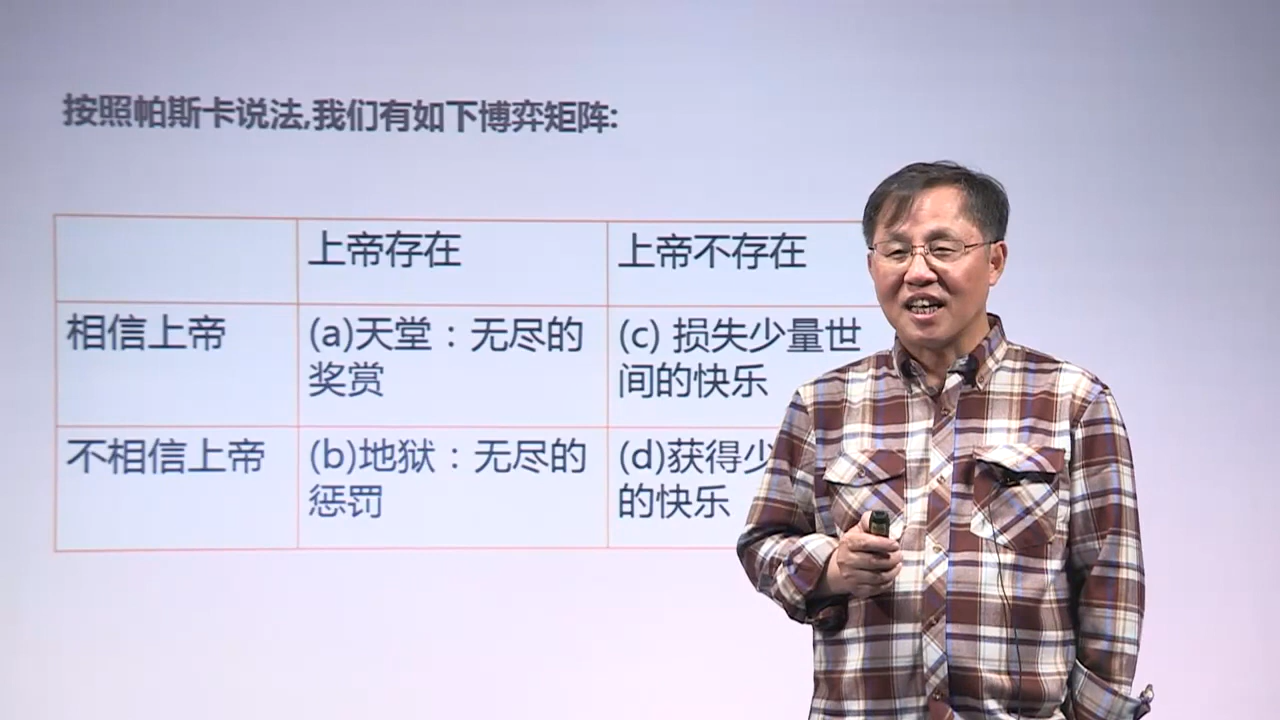 按照帕斯卡说法,我们有如下博弈矩阵:
上帝存在
上帝不存在
相信上帝
(a)天堂：无尽的
奖赏
(c) 损失少量世
间的快乐
不相信上帝
(b)地狱：无尽的
惩罚
(d)获得少
的快乐